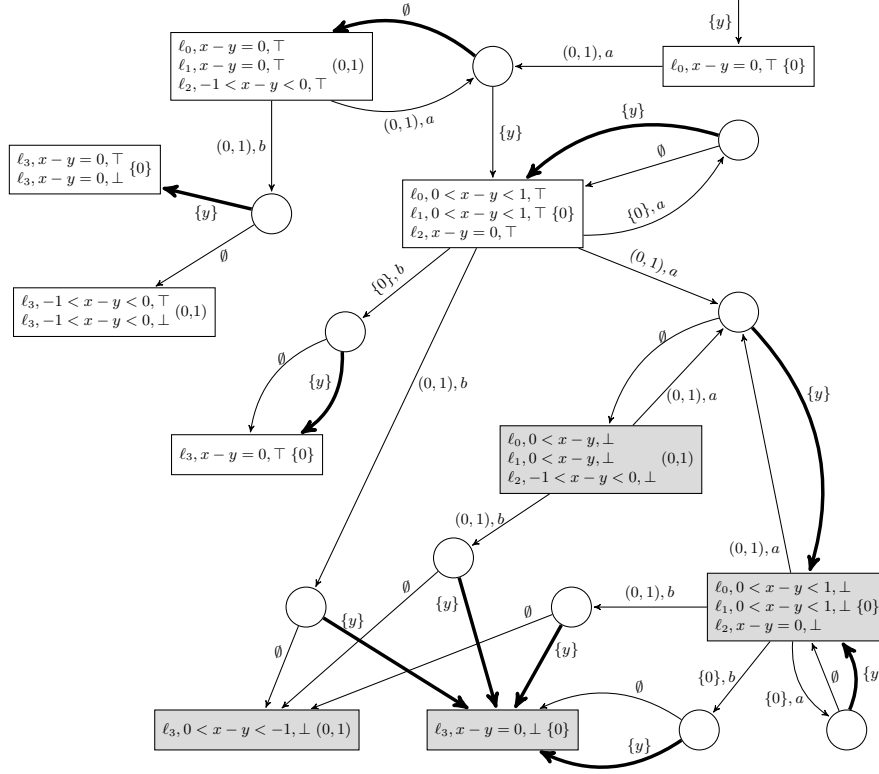 {y}
∅
ℓ₀, x − y = 0, ⊤
ℓ₁, x − y = 0, ⊤ (0,1)
ℓ₂, −1 < x − y < 0, ⊤
(0, 1), a
ℓ₀, x − y = 0, ⊤ {0}
(0, 1), a
{y}
{y}
∅
(0, 1), b
ℓ₃, x − y = 0, ⊤
ℓ₃, x − y = 0, ⊥ {0}
{y}
∅
ℓ₀, 0 < x − y < 1, ⊤
ℓ₁, 0 < x − y < 1, ⊤ {0}
ℓ₂, x − y = 0, ⊤
{0}, a
ℓ₃, −1 < x − y < 0, ⊤
ℓ₃, −1 < x − y < 0, ⊥ (0,1)
{0}, b
(0, 1), a
∅
{y}
(0, 1), b
∅
(0, 1), a
{y}
ℓ₃, x − y = 0, ⊤ {0}
ℓ₀, 0 < x − y, ⊥
ℓ₁, 0 < x − y, ⊥ (0,1)
ℓ₂, −1 < x − y < 0, ⊥
(0, 1), b
(0, 1), a
∅
{y}
(0, 1), b
ℓ₀, 0 < x − y < 1, ⊥
ℓ₁, 0 < x − y < 1, ⊥ {0}
ℓ₂, x − y = 0, ⊥
{y}
∅
∅
{y}
{0}, b
{0}, a
∅
{y
∅
ℓ₃, 0 < x − y < −1, ⊥ (0, 1)
ℓ₃, x − y = 0, ⊥ {0}
{y}